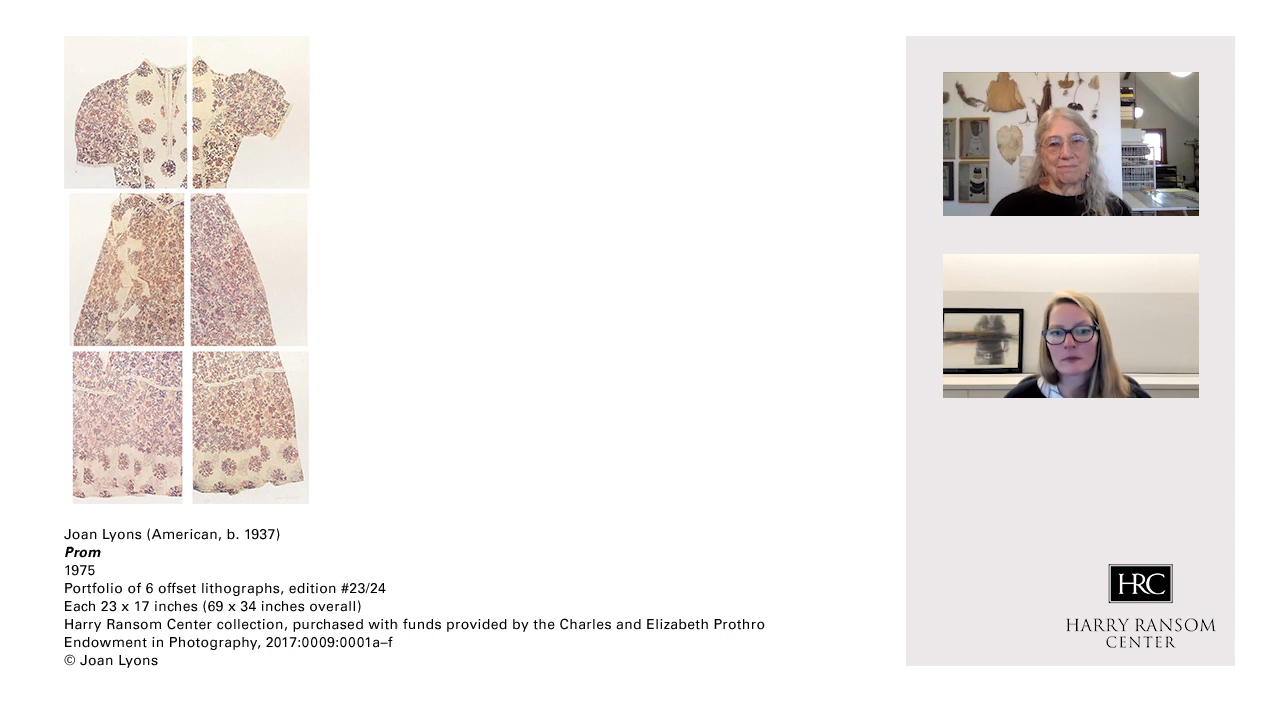 Joan Lyons (American, b. 1937)
Prom
1975
Portfolio of 6 offset lithographs, edition #23/24
Each 23 x 17 inches (69 x 34 inches overall)
Harry Ransom Center collection, purchased with funds provided by the Charles and Elizabeth Prothro
Endowment in Photography, 2017:0009:0001a–f
© Joan Lyons
HRC
HARRY RANSOM
CENTER